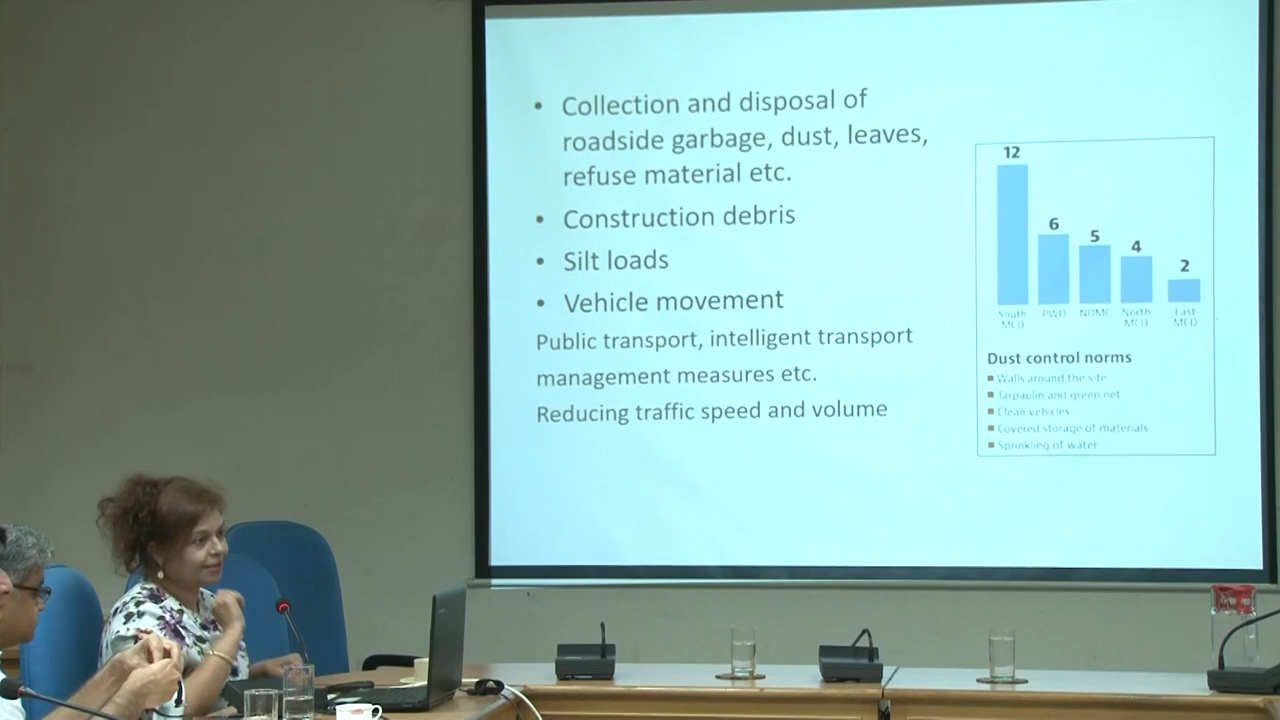 • Collection and disposal of
roadside garbage, dust, leaves,
refuse material etc.
• Construction debris
• Silt loads
• Vehicle movement
Public transport, intelligent transport
management measures etc.
Reducing traffic speed and volume
12
6
5
4
2
South MCD
PWD
NDMC
North MCD
East MCD
Dust control norms
Walls around the site
Tarpaulin and green net
Clean vehicles
Covered storage of materials
Sprinkling of water